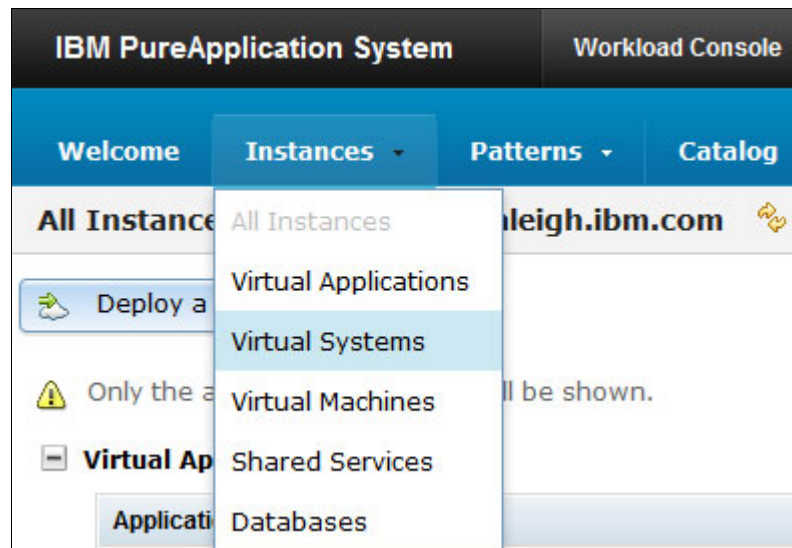 IBM PureApplication System Workload Console
Welcome Instances Patterns Catalog
All Instance leigh.ibm.com
All Instances
Virtual Applications
Deploy a
Virtual Systems
Only the a ll be shown.
Virtual Machines
Virtual Ap
Shared Services
Applicati
Databases